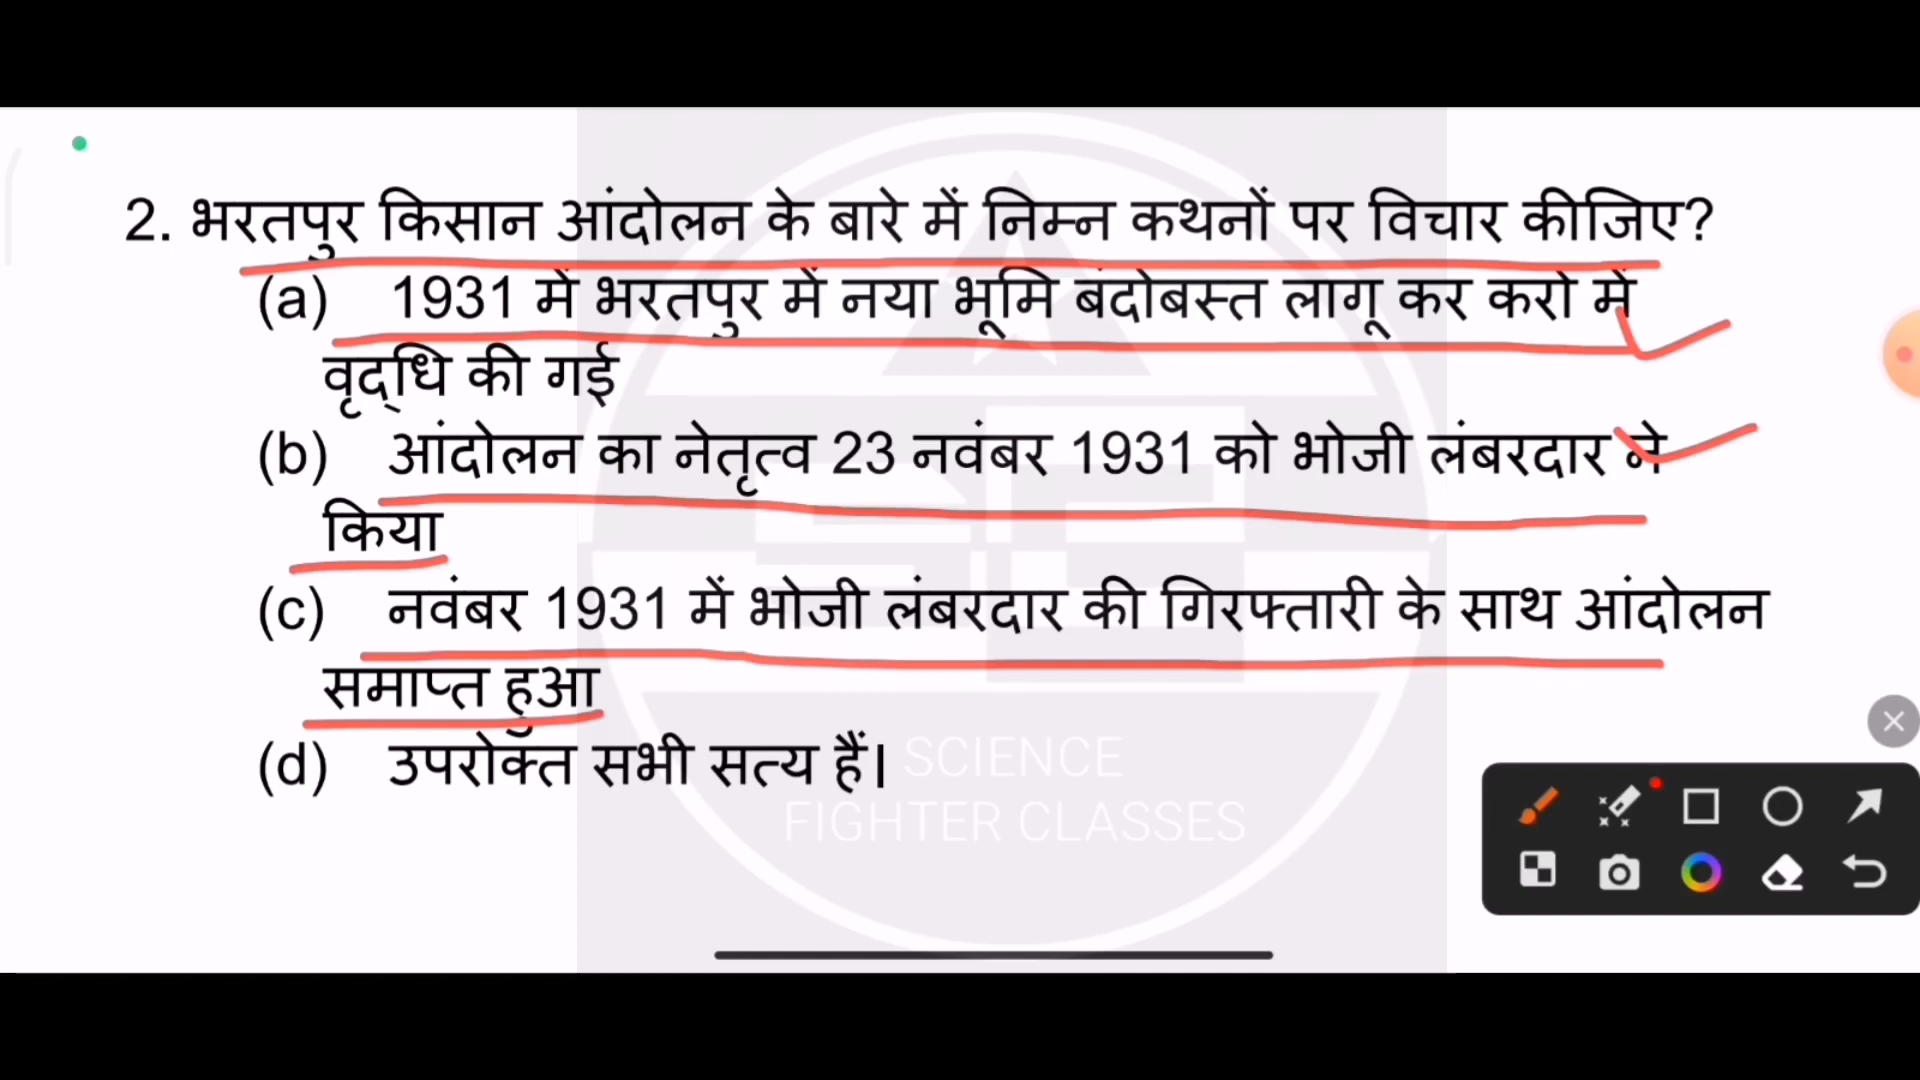 2. भरतपुर किसान आंदोलन के बारे में निम्न कथनों पर विचार कीजिए?
(a) 1931 में भरतपुर में नया भूमि बंदोबस्त लागू कर करो में
वृद्धि की गई
(b) आंदोलन का नेतृत्व 23 नवंबर 1931 को भोजी लंबरदार ने
किया
(c) नवंबर 1931 में भोजी लंबरदार की गिरफ्तारी के साथ आंदोलन
समाप्त हुआ
(d) उपरोक्त सभी सत्य हैं।
SCIENCE
FIGHTER CLASSES